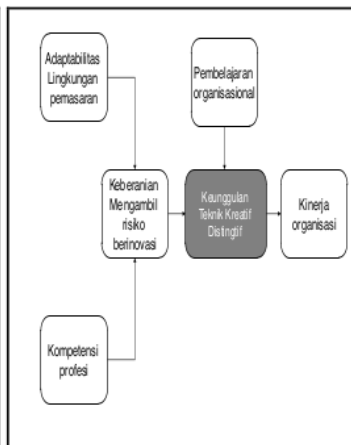 Adaptabilitas
Lingkungan
pemasaran
Pembelajaran
organisasional
Keberanian
Mengambil
risiko
berinovasi
Keunggulan
Teknik Kreatif
Distingtif
Kinerja
organisasi
Kompetensi
profesi